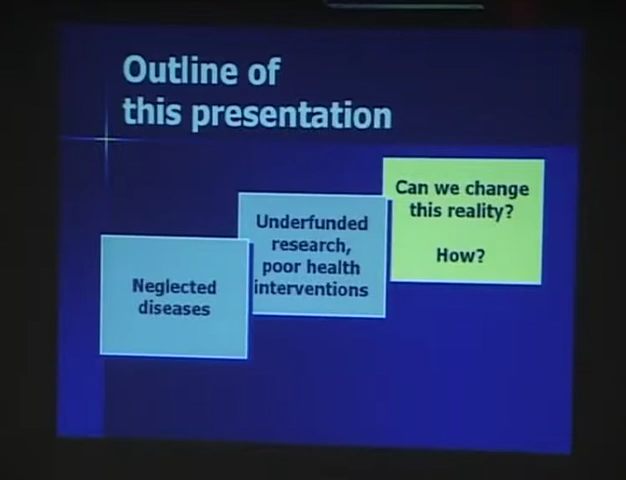 Outline of
this presentation
Neglected
diseases
Underfunded
research,
poor health
interventions
Can we change
this reality?
How?